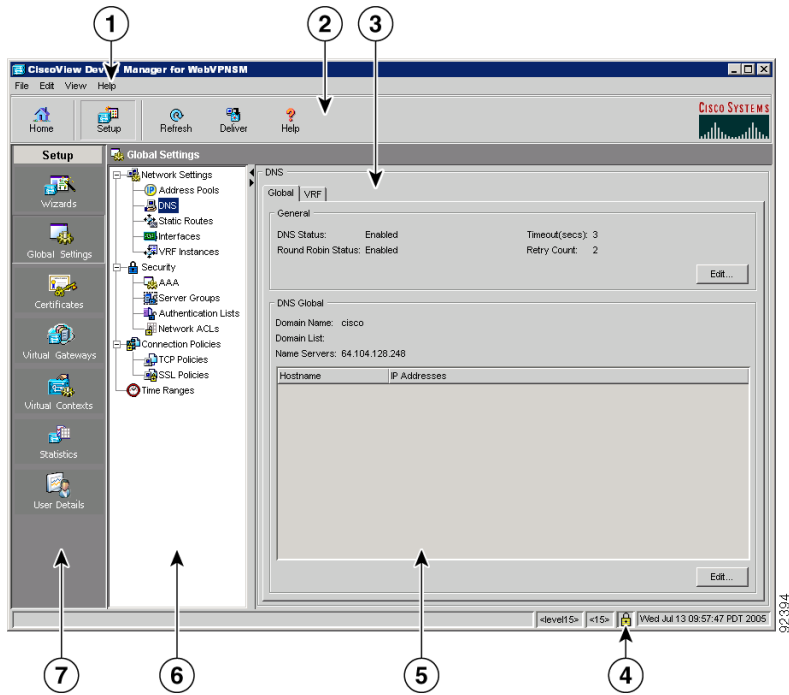 1 2 3
CiscoView Dev Manager for WebVPNSM
File Edit View Help
Home Setup Refresh Deliver Help
CISCO SYSTEMS
Setup
Wizards
Global Settings
Certificates
Virtual Gateways
Virtual Contexts
Statistics
User Details
Global Settings
Network Settings
IP Address Pools
DNS
Static Routes
Interfaces
VRF Instances
Security
AAA
Server Groups
Authentication Lists
Network ACLs
Connection Policies
TCP Policies
SSL Policies
Time Ranges
DNS
Global VRF
General
DNS Status: Enabled Timeout(secs): 3
Round Robin Status: Enabled Retry Count: 2
Edit...
DNS Global
Domain Name: cisco
Domain List:
Name Servers: 64.104.128.248
Hostname IP Addresses
Edit...
<level15> <15> Wed Jul 13 09:57:47 PDT 2005
92394
7 6 5 4